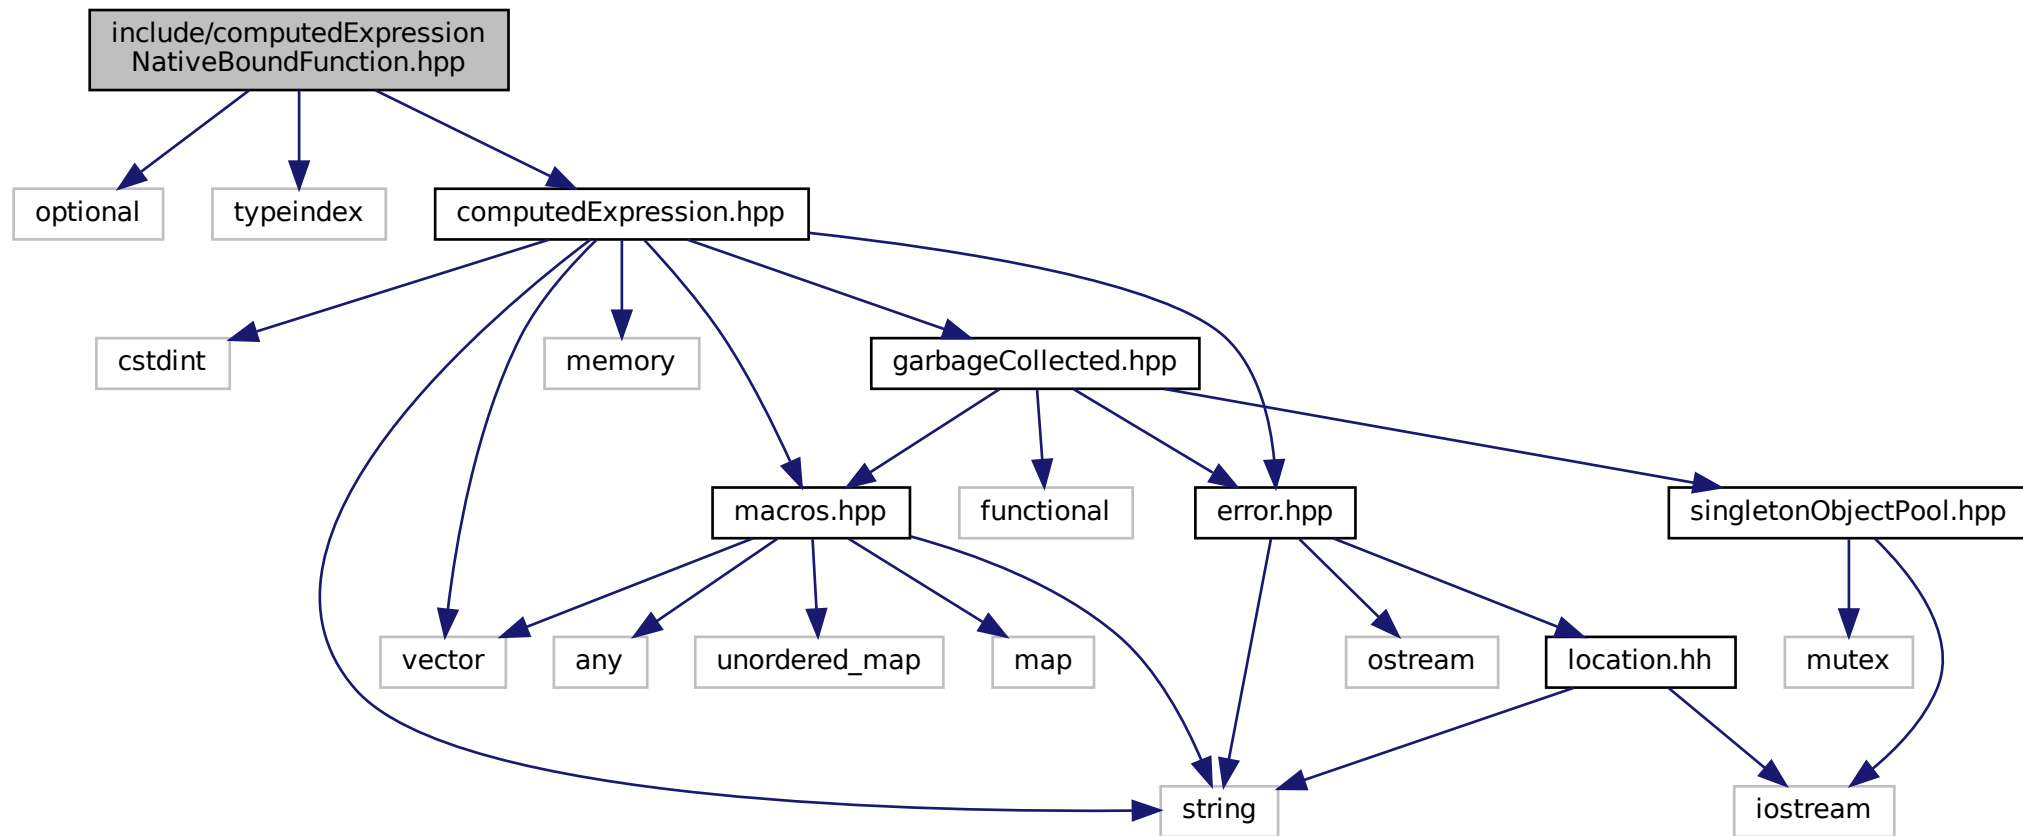 include/computedExpression
NativeBoundFunction.hpp
optional
typeindex
computedExpression.hpp
cstdint
memory
garbageCollected.hpp
macros.hpp
functional
error.hpp
singletonObjectPool.hpp
vector
any
unordered_map
map
ostream
location.hh
mutex
string
iostream